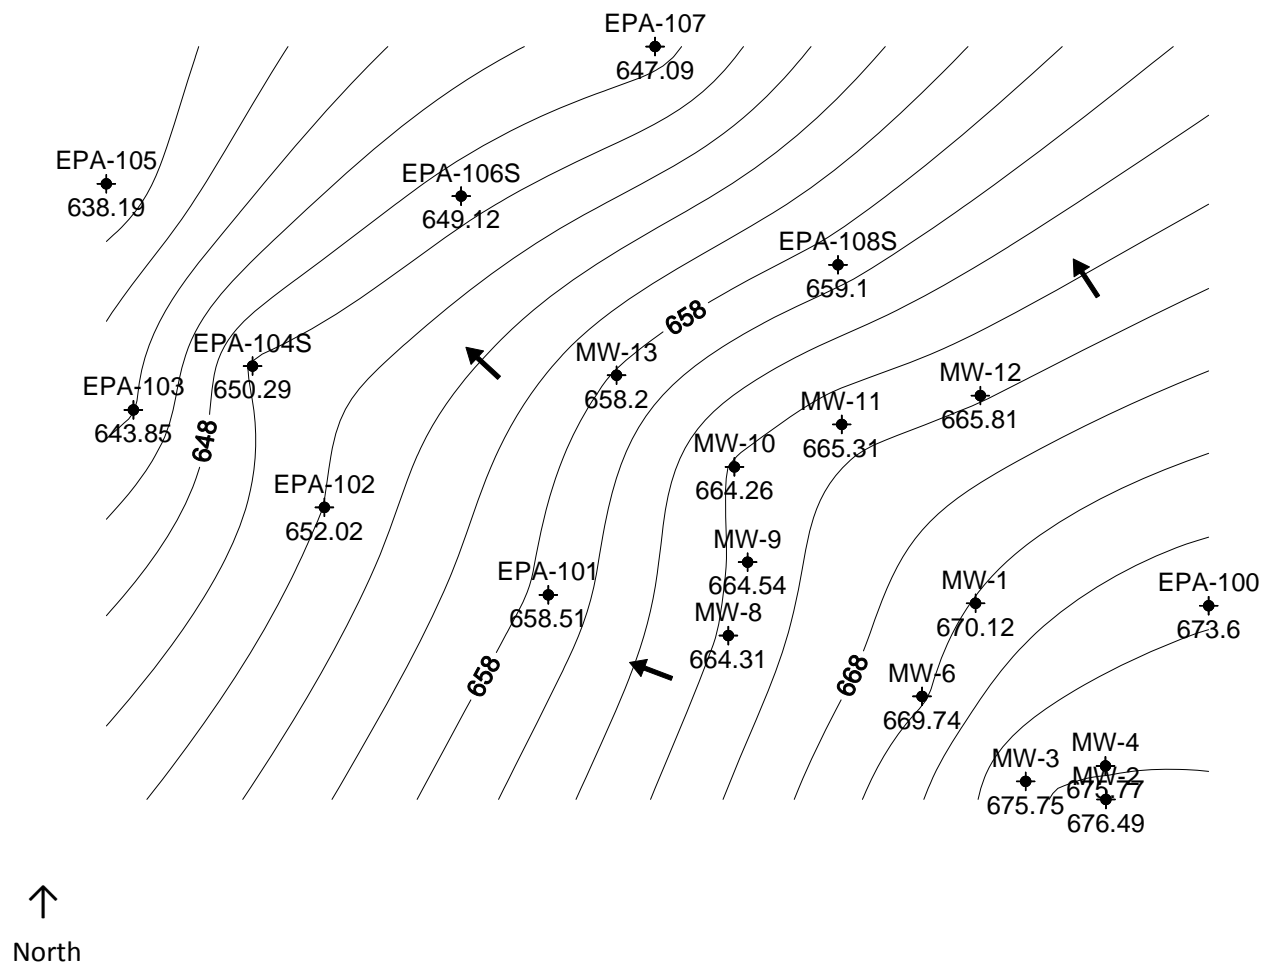 EPA-107
647.09
EPA-105
638.19
EPA-106S
649.12
EPA-108S
659.1
658
EPA-104S
650.29
MW-13
658.2
MW-12
665.81
EPA-103
643.85
648
MW-11
665.31
MW-10
664.26
EPA-102
652.02
MW-9
664.54
EPA-101
658.51
MW-8
664.31
MW-1
670.12
EPA-100
673.6
658
668
MW-6
669.74
MW-3
675.75
MW-4
675.77
MW-2
676.49
North